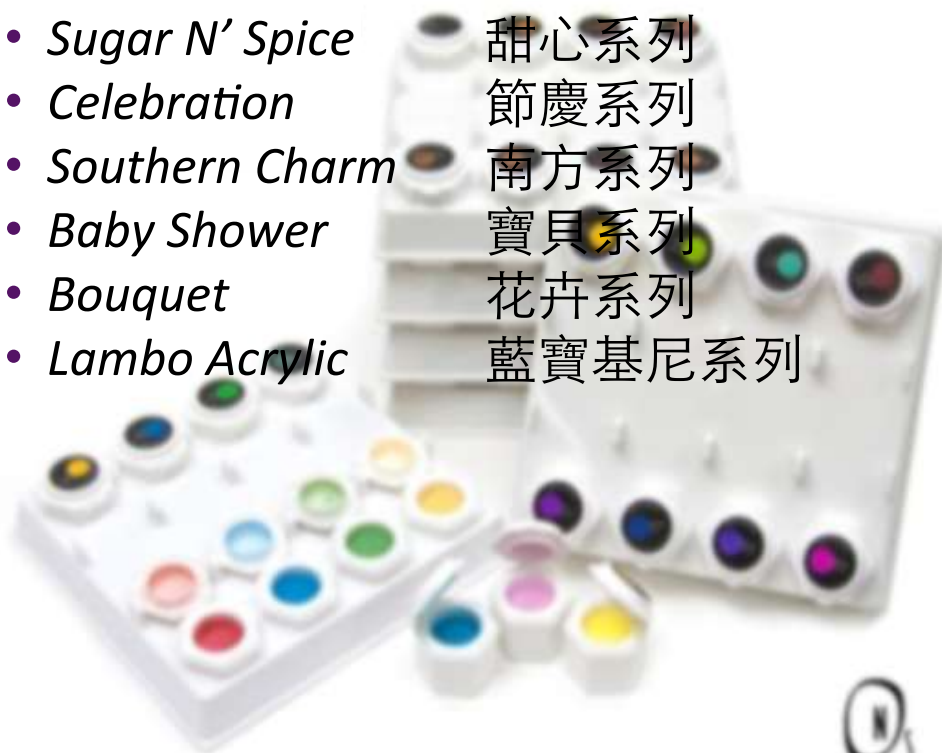 • Sugar N’ Spice 甜心系列
• Celebration 節慶系列
• Southern Charm 南方系列
• Baby Shower 寶貝系列
• Bouquet 花卉系列
• Lambo Acrylic 藍寶基尼系列
N